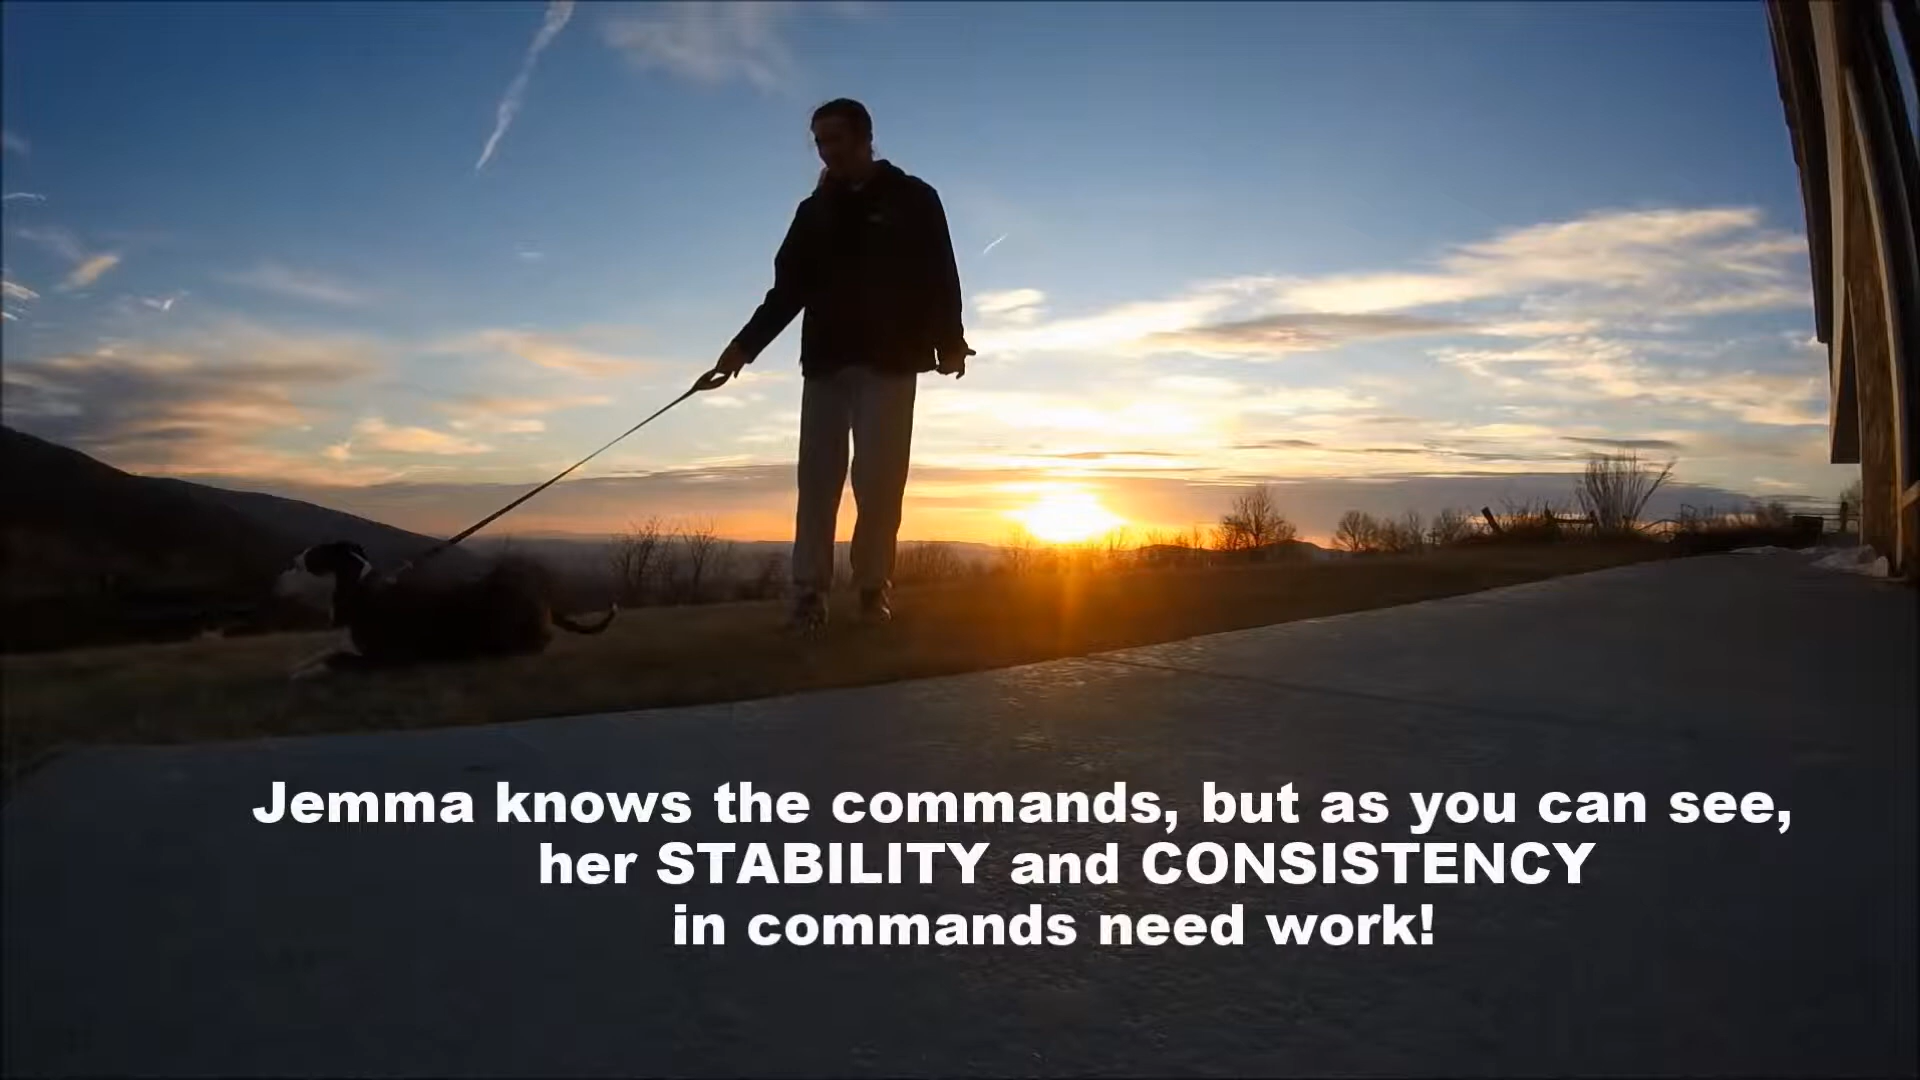 Jemma knows the commands, but as you can see,
her STABILITY and CONSISTENCY
in commands need work!